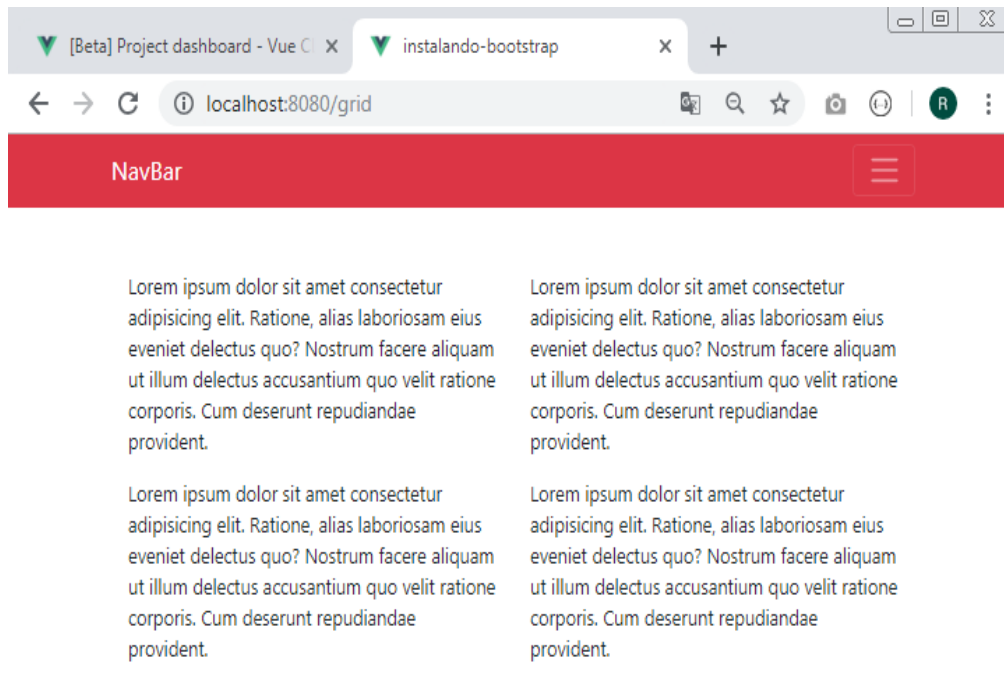 [Beta] Project dashboard - Vue C
instalando-bootstrap
localhost:8080/grid
R
NavBar
Lorem ipsum dolor sit amet consectetur
adipisicing elit. Ratione, alias laboriosam eius
eveniet delectus quo? Nostrum facere aliquam
ut illum delectus accusantium quo velit ratione
corporis. Cum deserunt repudiandae
provident.
Lorem ipsum dolor sit amet consectetur
adipisicing elit. Ratione, alias laboriosam eius
eveniet delectus quo? Nostrum facere aliquam
ut illum delectus accusantium quo velit ratione
corporis. Cum deserunt repudiandae
provident.
Lorem ipsum dolor sit amet consectetur
adipisicing elit. Ratione, alias laboriosam eius
eveniet delectus quo? Nostrum facere aliquam
ut illum delectus accusantium quo velit ratione
corporis. Cum deserunt repudiandae
provident.
Lorem ipsum dolor sit amet consectetur
adipisicing elit. Ratione, alias laboriosam eius
eveniet delectus quo? Nostrum facere aliquam
ut illum delectus accusantium quo velit ratione
corporis. Cum deserunt repudiandae
provident.